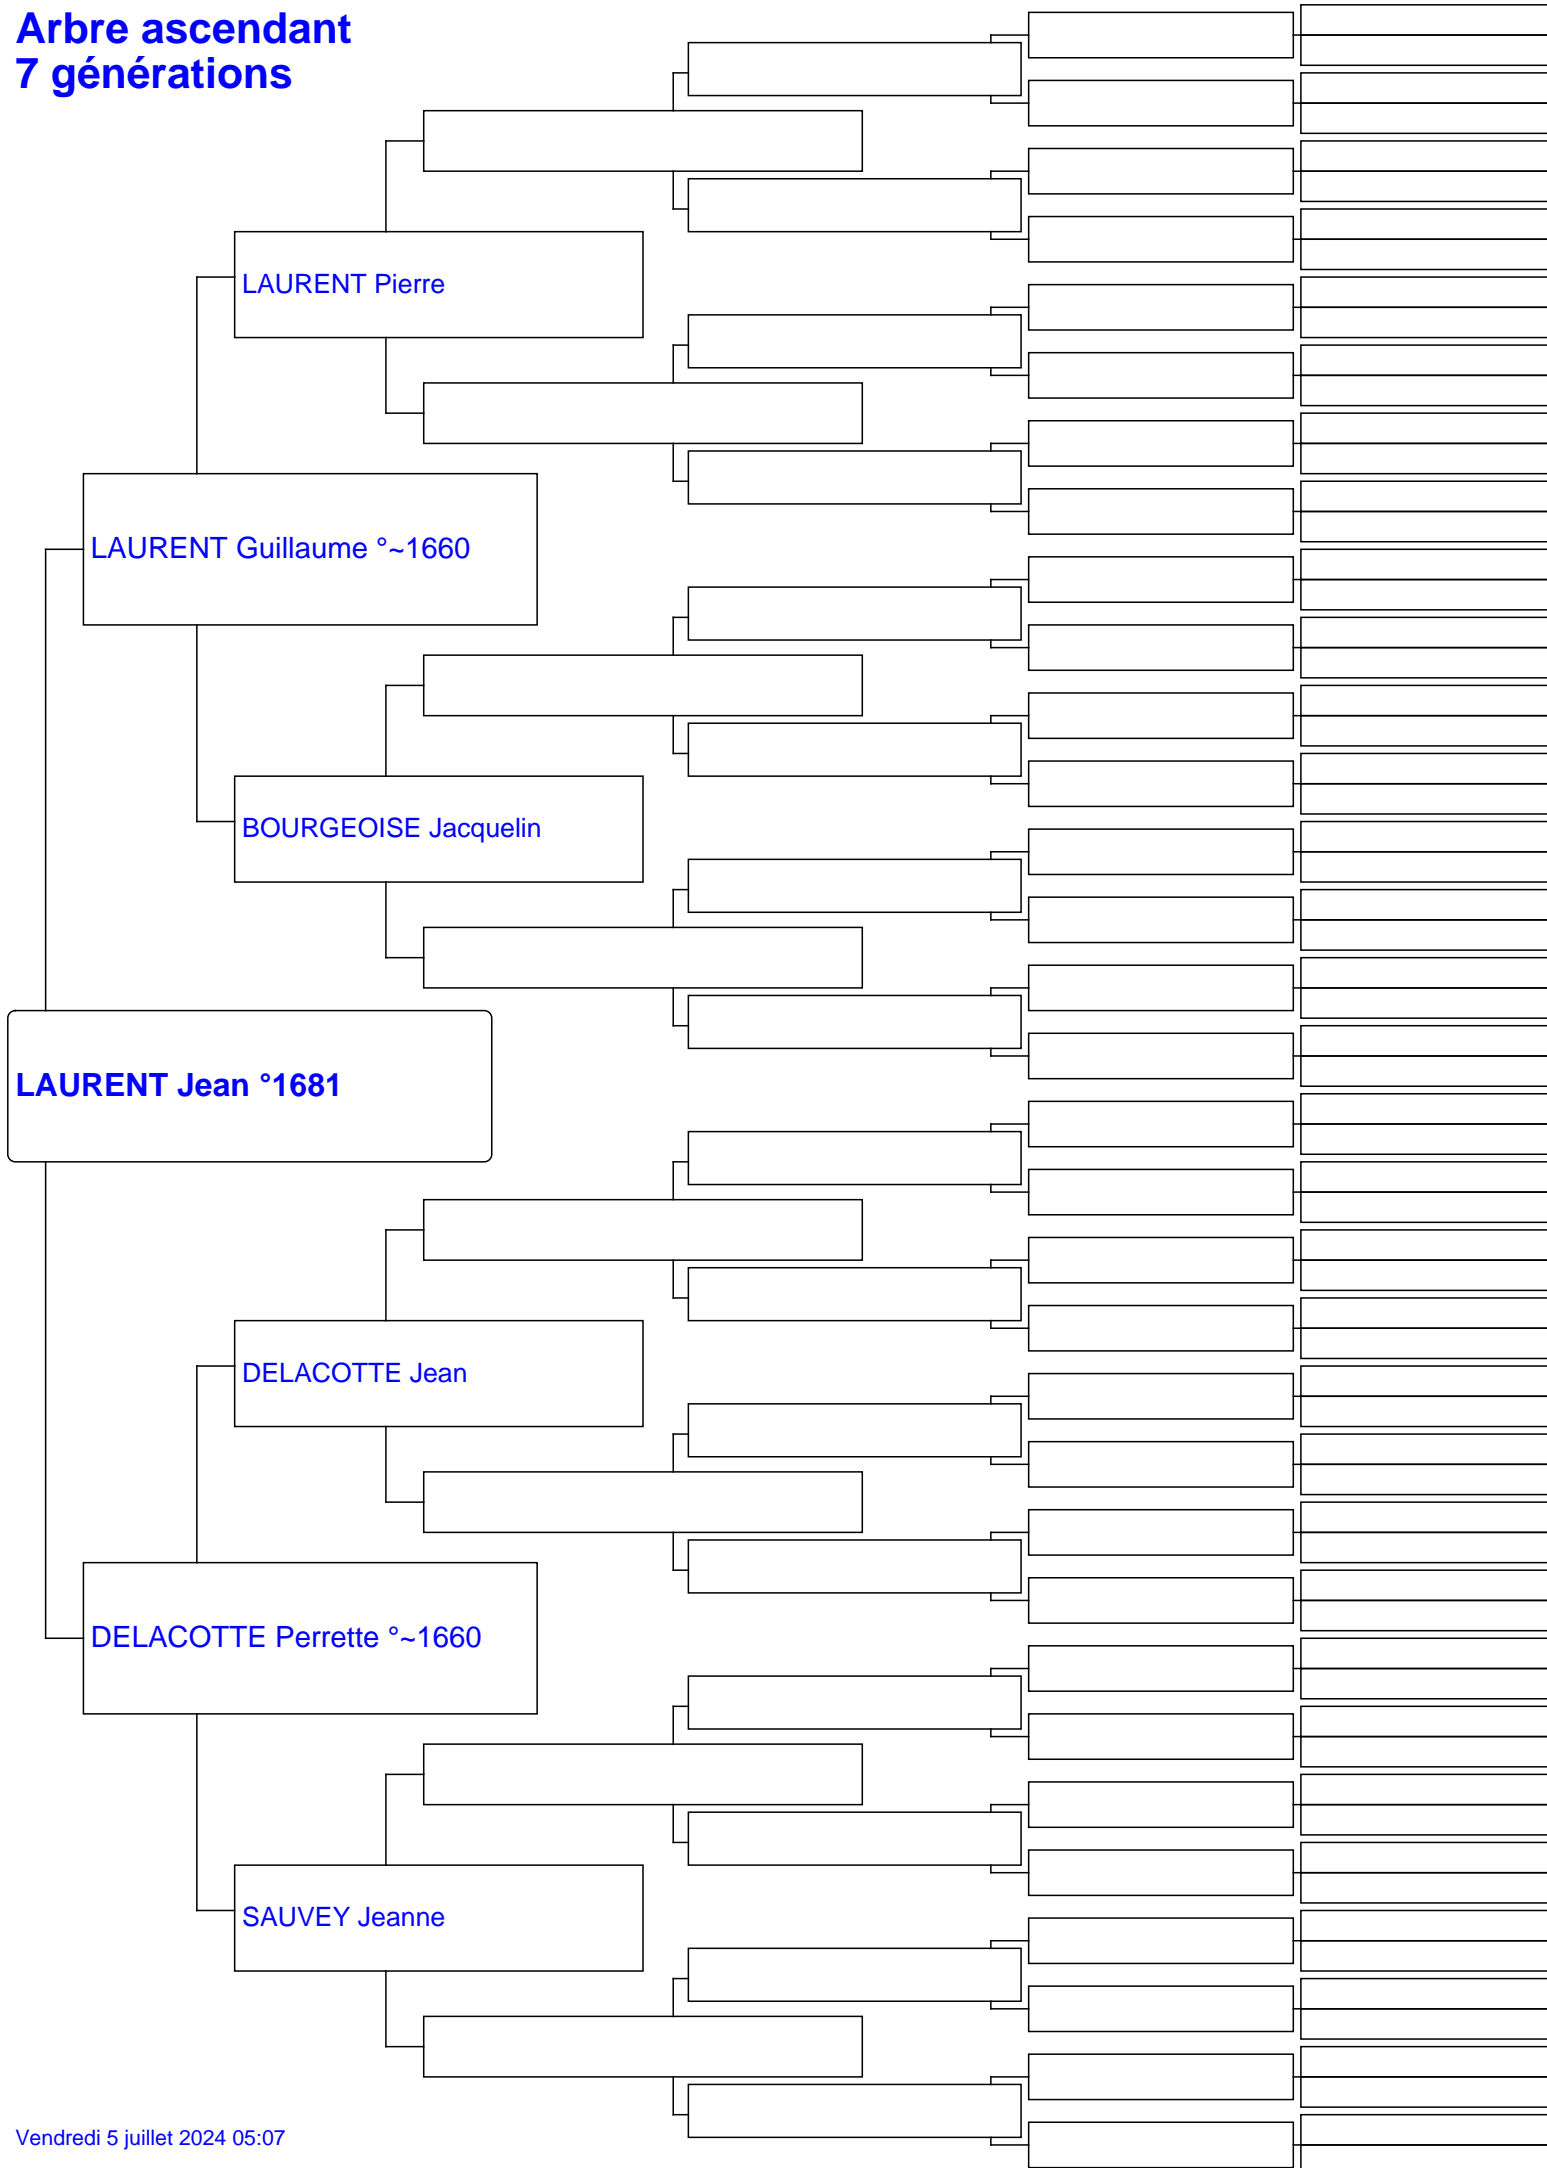 Arbre ascendant
7 générations
LAURENT Pierre
LAURENT Guillaume °~1660
BOURGEOISE Jacquelin
LAURENT Jean °1681
DELACOTTE Jean
DELACOTTE Perrette °~1660
SAUVEY Jeanne
Vendredi 5 juillet 2024 05:07